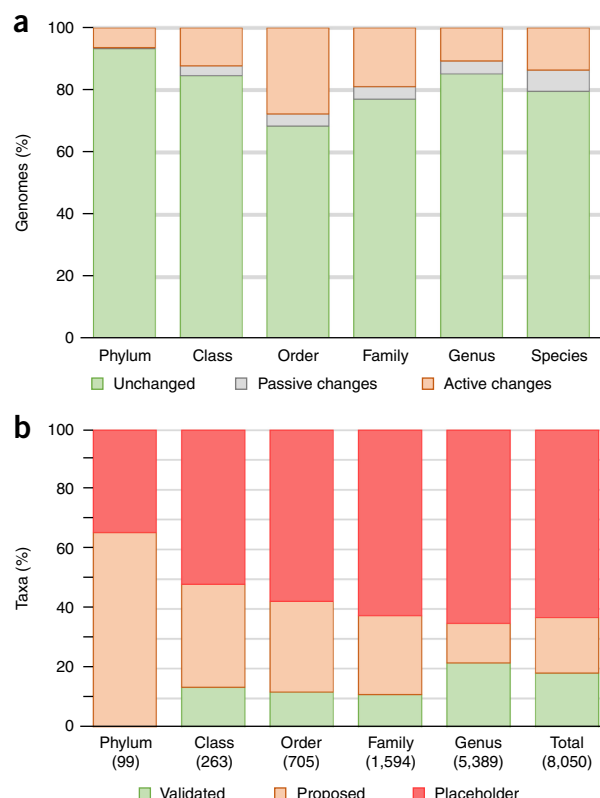 a
100
80
60
40
20
0
Genomes (%)
Phylum Class Order Family Genus Species
Unchanged Passive changes Active changes
b
100
80
60
40
20
0
Taxa (%)
Phylum Class Order Family Genus Total
(99) (263) (705) (1,594) (5,389) (8,050)
Validated Proposed Placeholder